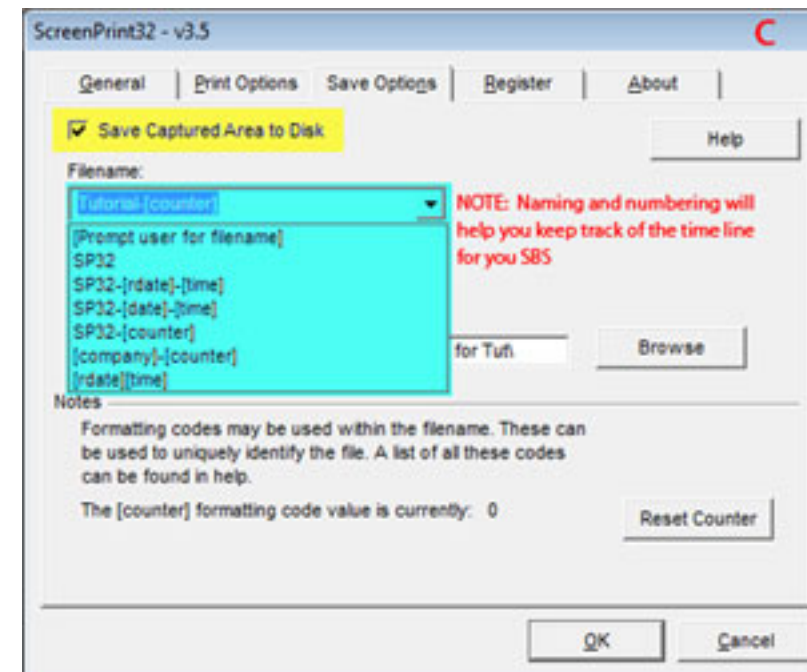 ScreenPrint32 - v3.5 C
General Print Options Save Options Register About
Save Captured Area to Disk
Help
Filename:
Tutorial-[counter]
NOTE: Naming and numbering will
help you keep track of the time line
for you SBS
[Prompt user for filename]
SP32
SP32-[rdate]-[time]
SP32-[date]-[time]
SP32-[counter]
[company]-[counter]
[rdate][time]
for Tut\
Browse
Notes
Formatting codes may be used within the filename. These can
be used to uniquely identify the file. A list of all these codes
can be found in help.
The [counter] formatting code value is currently: 0
Reset Counter
OK Cancel